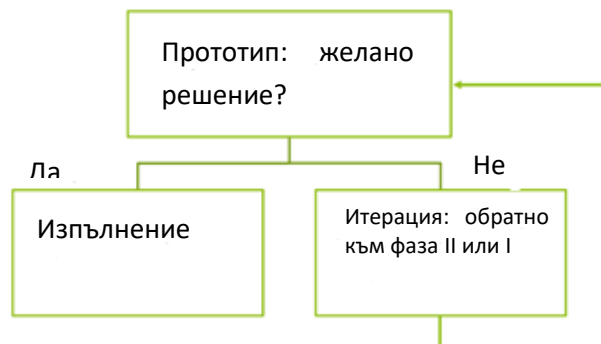 Прототип: желано
решение?
Да
Не
Изпълнение
Итерация: обратно
към фаза II или I